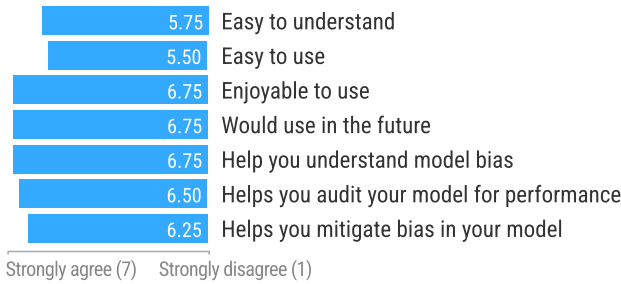 5.75 Easy to understand
5.50 Easy to use
6.75 Enjoyable to use
6.75 Would use in the future
6.75 Help you understand model bias
6.50 Helps you audit your model for performance
6.25 Helps you mitigate bias in your model
Strongly agree (7) Strongly disagree (1)